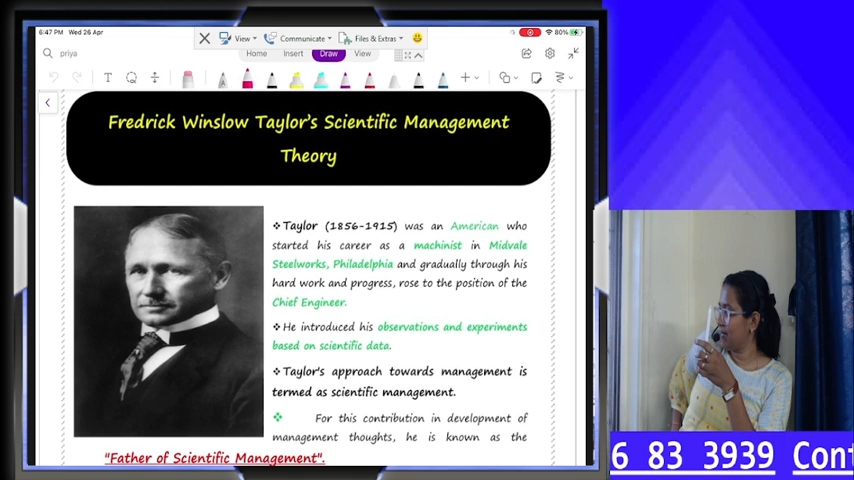 6:47 PM Wed 26 Apr
80%
View
Communicate
Files & Extras
priya
Home Insert Draw View
T
Fredrick Winslow Taylor's Scientific Management
Theory
❖Taylor (1856-1915) was an American who
started his career as a machinist in Midvale
Steelworks, Philadelphia and gradually through his
hard work and progress, rose to the position of the
Chief Engineer.
❖He introduced his observations and experiments
based on scientific data.
❖Taylor's approach towards management is
termed as scientific management.
❖ For this contribution in development of
management thoughts, he is known as the
"Father of Scientific Management".
6 83 3939 Cont